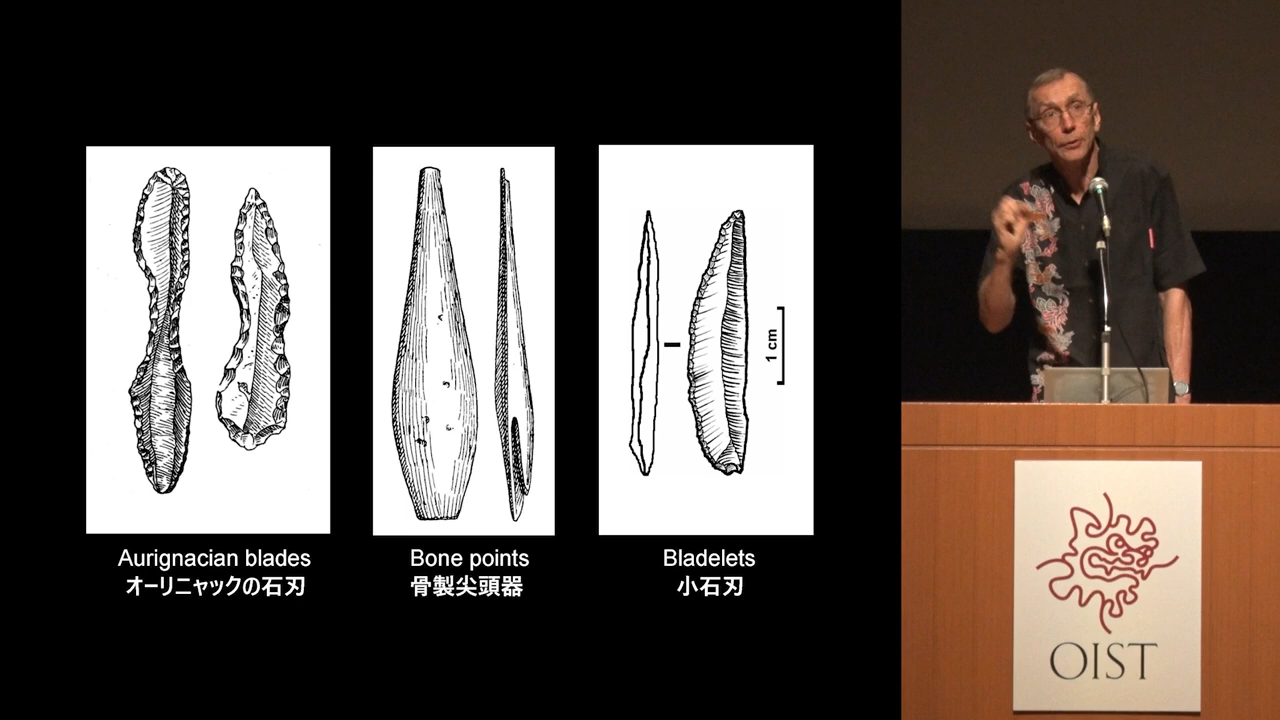 Aurignacian blades
オーリニャックの石刃
Bone points
骨製尖頭器
1 cm
Bladelets
小石刃
OIST